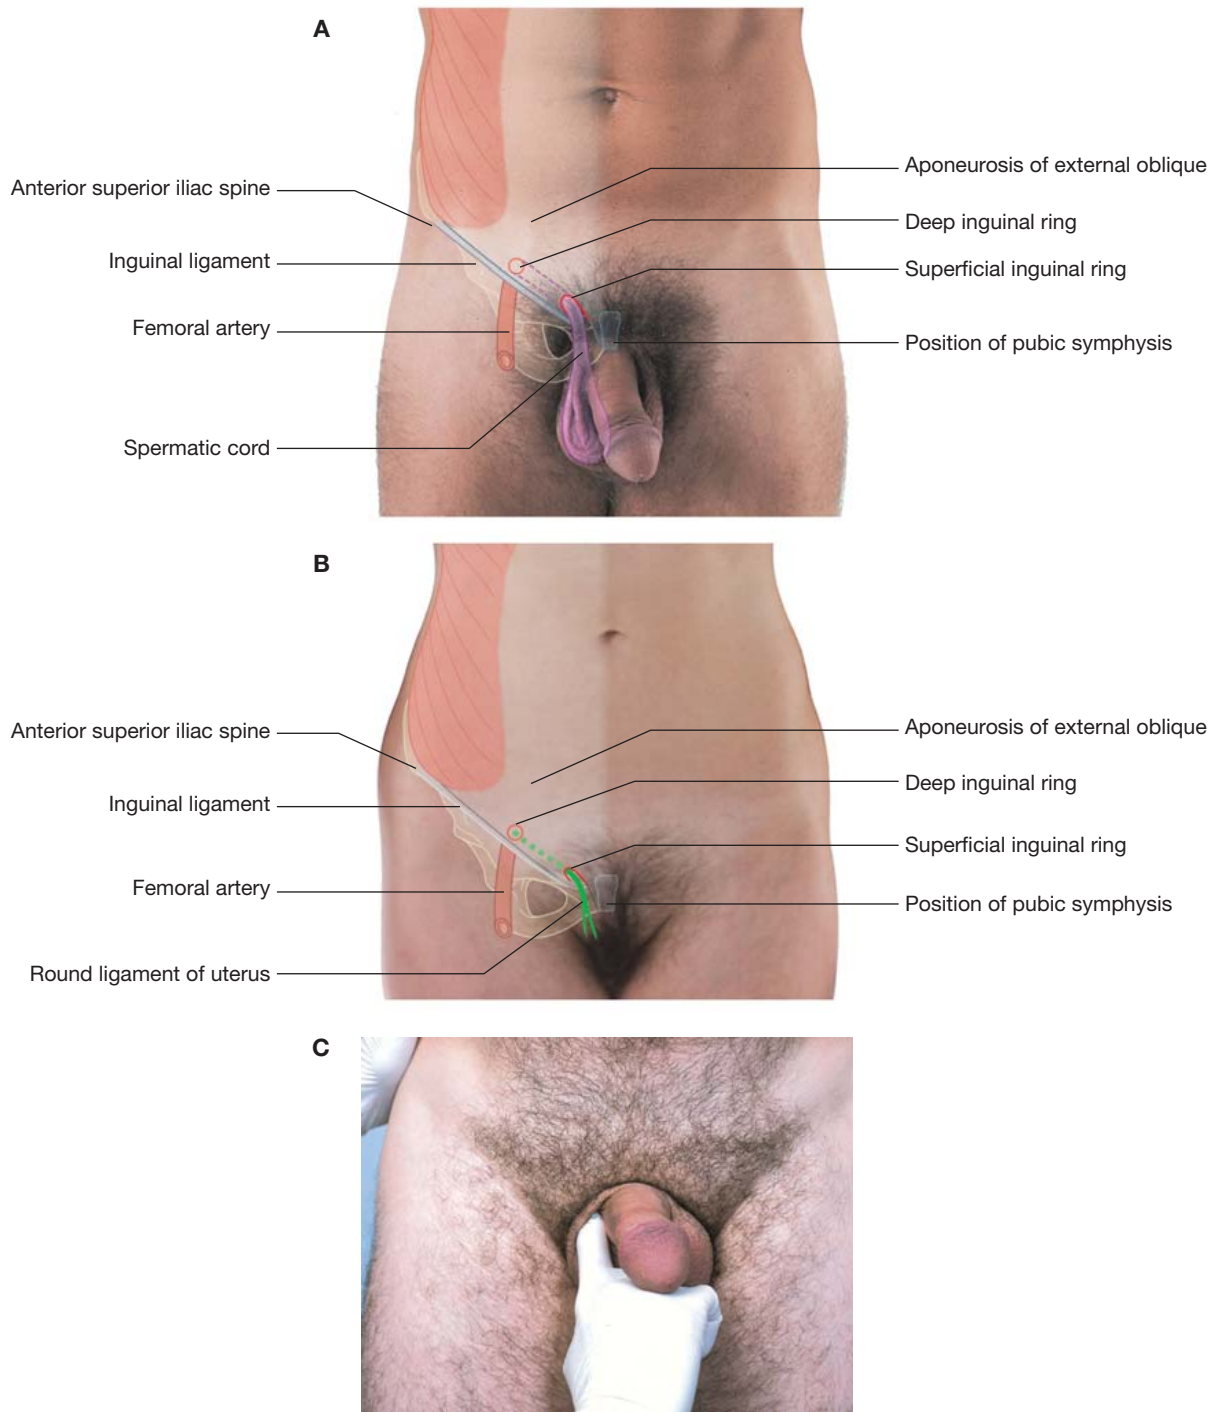 A
Anterior superior iliac spine
Aponeurosis of external oblique
Deep inguinal ring
Inguinal ligament
Superficial inguinal ring
Femoral artery
Position of pubic symphysis
Spermatic cord
B
Anterior superior iliac spine
Aponeurosis of external oblique
Deep inguinal ring
Inguinal ligament
Superficial inguinal ring
Femoral artery
Position of pubic symphysis
Round ligament of uterus
C